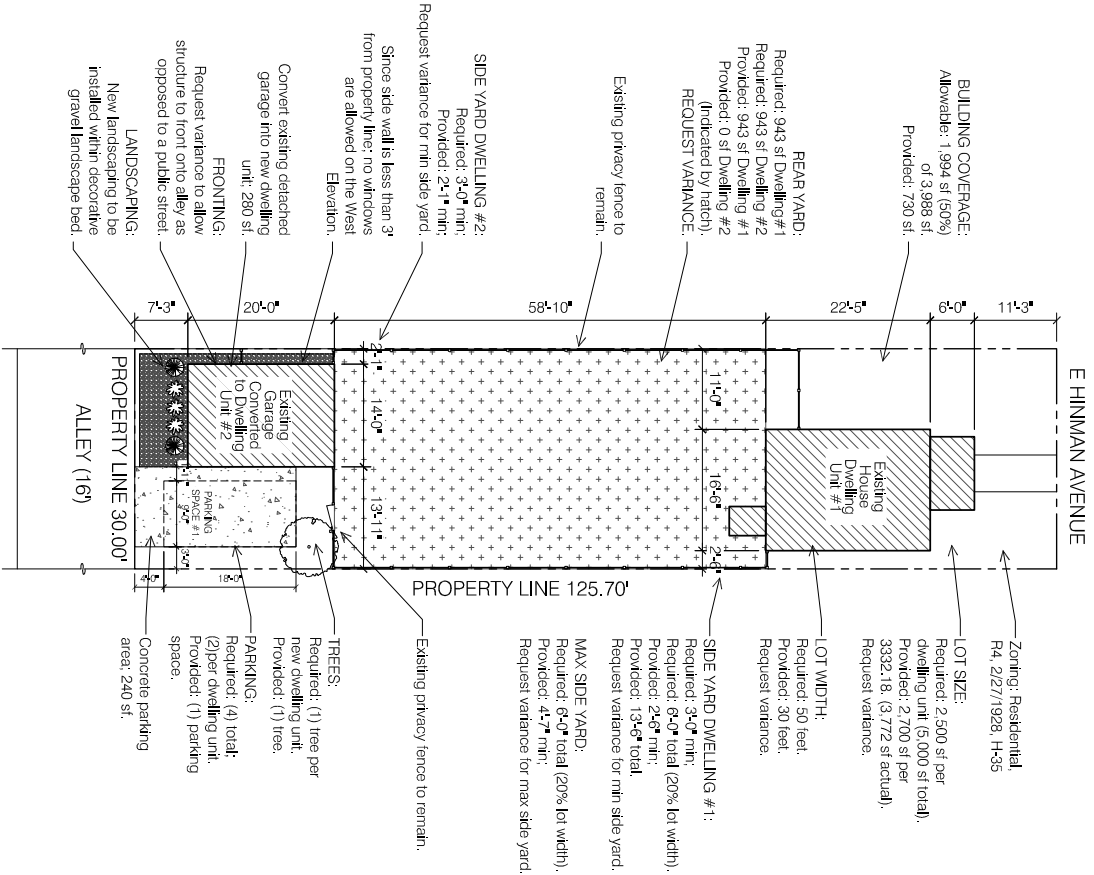 E HINMAN AVENUE
BUILDING COVERAGE:
Allowable: 1,994 sf (50%)
of 3,988 sf.
Provided: 730 sf.
REAR YARD:
Required: 943 sf Dwelling#1
Required: 943 sf Dwelling #2
Provided: 943 sf Dwelling #1
Provided: 0 sf Dwelling #2
(Indicated by hatch).
REQUEST VARIANCE.
Existing privacy fence to
remain.
SIDE YARD DWELLING #2:
Required: 3'-0" min;
Provided: 2'-1" min;
Request variance for min side yard.
Since side wall is less than 3'
from property line; no windows
are allowed on the West
Elevation.
Convert existing detached
garage into new dwelling
unit: 280 sf.
FRONTING:
Request variance to allow
structure to front onto alley as
opposed to a public street.
LANDSCAPING:
New landscaping to be
installed within decorative
gravel landscape bed.
7'-3"
20'-0"
58'-10"
22'-5"
6'-0"
11'-3"
2'-1"
14'-0"
13'-11"
11'-0"
16'-6"
2'-6"
Existing
House
Dwelling
Unit #1
Existing
Garage
Converted
to Dwelling
Unit #2
PARKING
SPACE #1
1'
9'-0"
3'-0"
4'-0"
18'-0"
PROPERTY LINE 30.00'
ALLEY (16')
PROPERTY LINE 125.70'
Zoning: Residential,
R4, 2/27/1928, H-35
LOT SIZE:
Required: 2,500 sf per
dwelling unit (5,000 sf total).
Provided: 2,700 sf per
3332.18. (3,772 sf actual).
Request variance.
LOT WIDTH:
Required: 50 feet.
Provided: 30 feet.
Request variance.
SIDE YARD DWELLING #1:
Required 3'-0" min;
Required: 6'-0" total (20% lot width).
Provided: 2'-6" min;
Provided: 13'-6" total.
Request variance for min side yard.
MAX SIDE YARD:
Required: 6'-0" total (20% lot width).
Provided: 4'-7" min;
Request variance for max side yard.
Existing privacy fence to remain.
TREES:
Required: (1) tree per
new dwelling unit.
Provided: (1) tree.
PARKING:
Required: (4) total;
(2)per dwelling unit.
Provided: (1) parking
space.
Concrete parking
area; 240 sf.